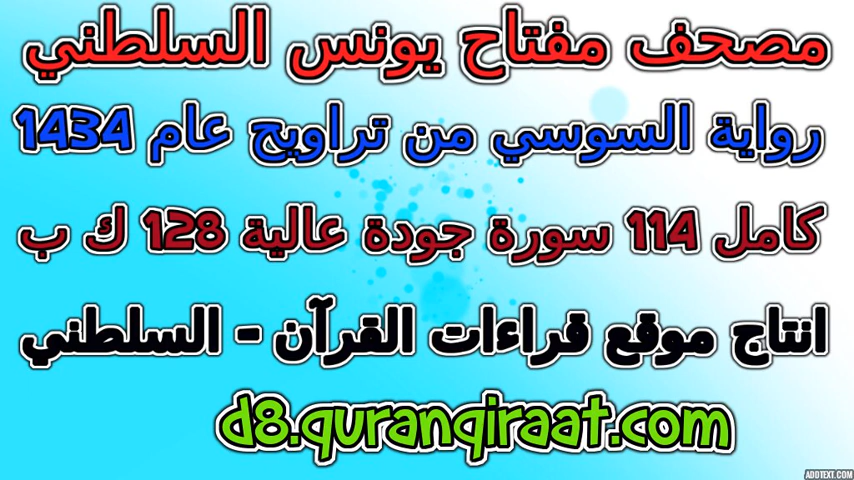 مصحف مفتاح يونس السلطني
رواية السوسي من تراويح عام 1434
كامل 114 سورة جودة عالية 128 ك ب
انتاج موقع قراءات القرآن - السلطني
d8.quranqiraat.com
ADDTEXT.COM